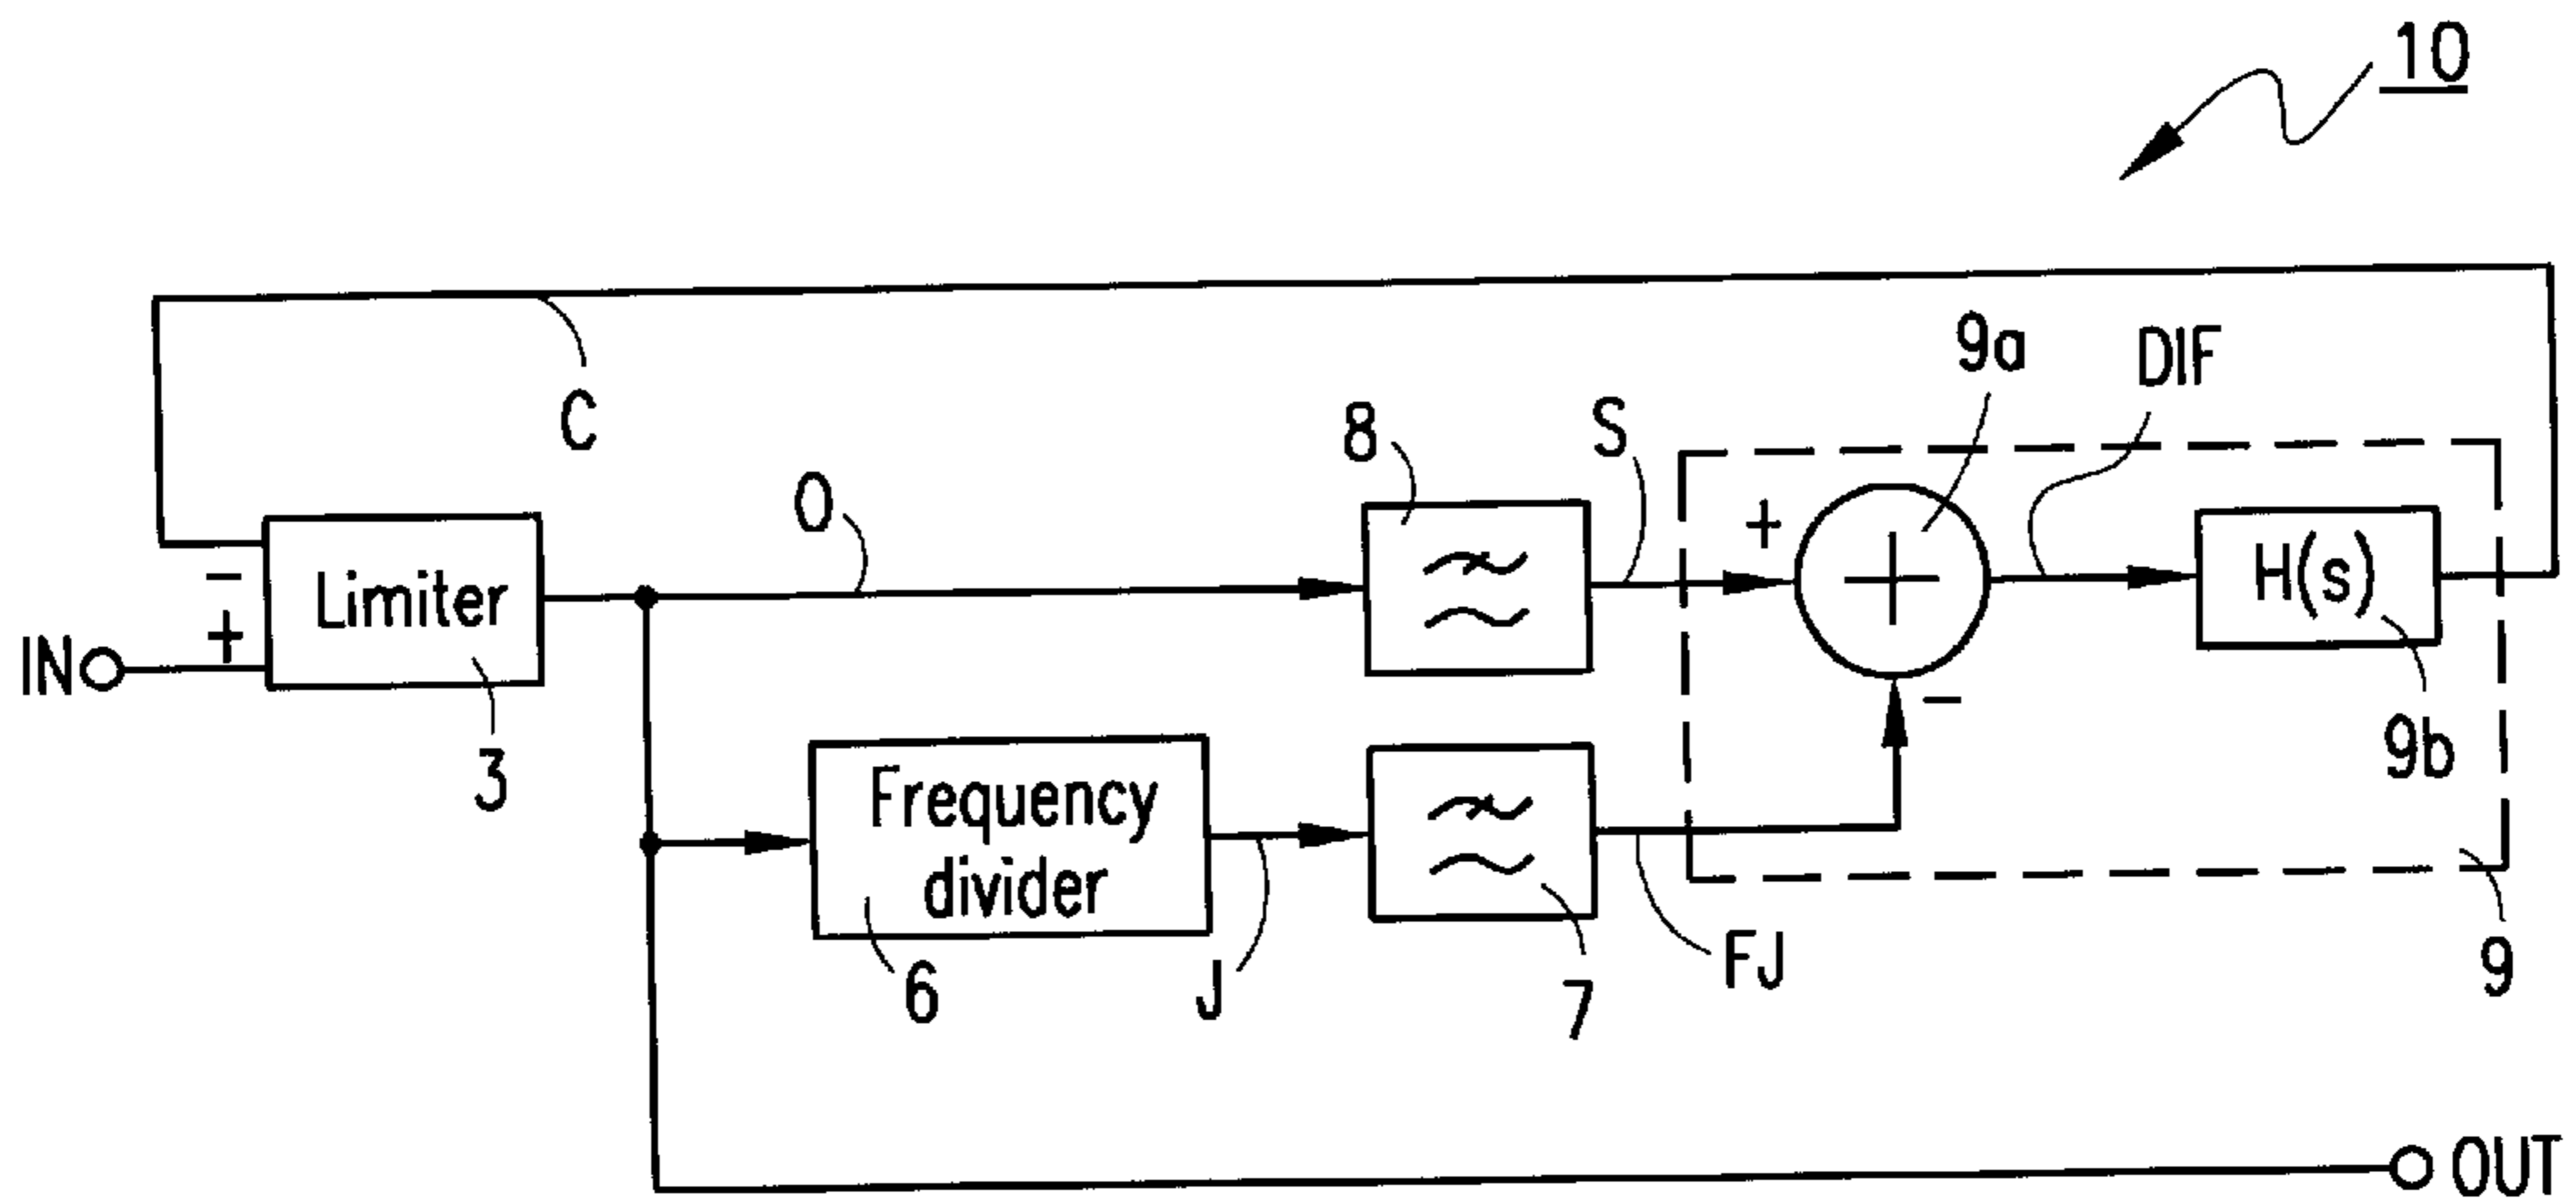 10
C
9a
DIF
8
S
O
+
−
Limiter
H(s)
+
IN
−
3
9b
Frequency
divider
6
J
7
FJ
9
OUT